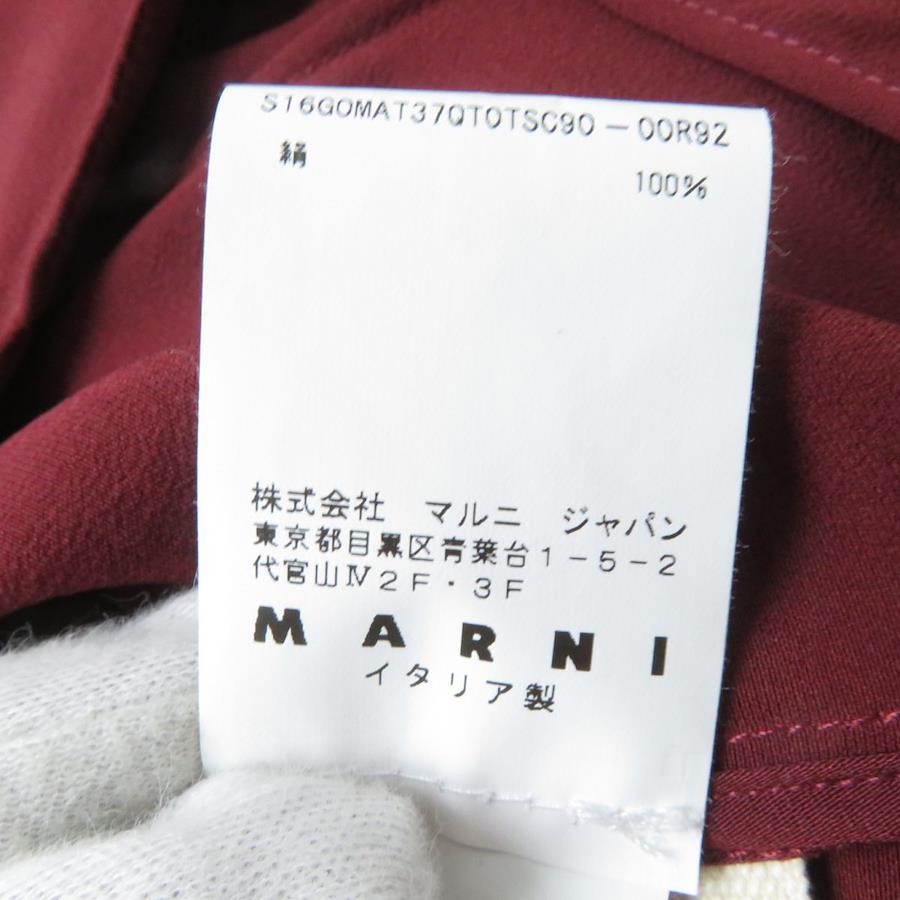 S16GOMAT37QT0TSC90-00R92
絹 100%
株式会社 マルニ ジャパン
東京都目黒区青葉台1-5-2
代官山Ⅳ2F・3F
MARNI
イタリア製